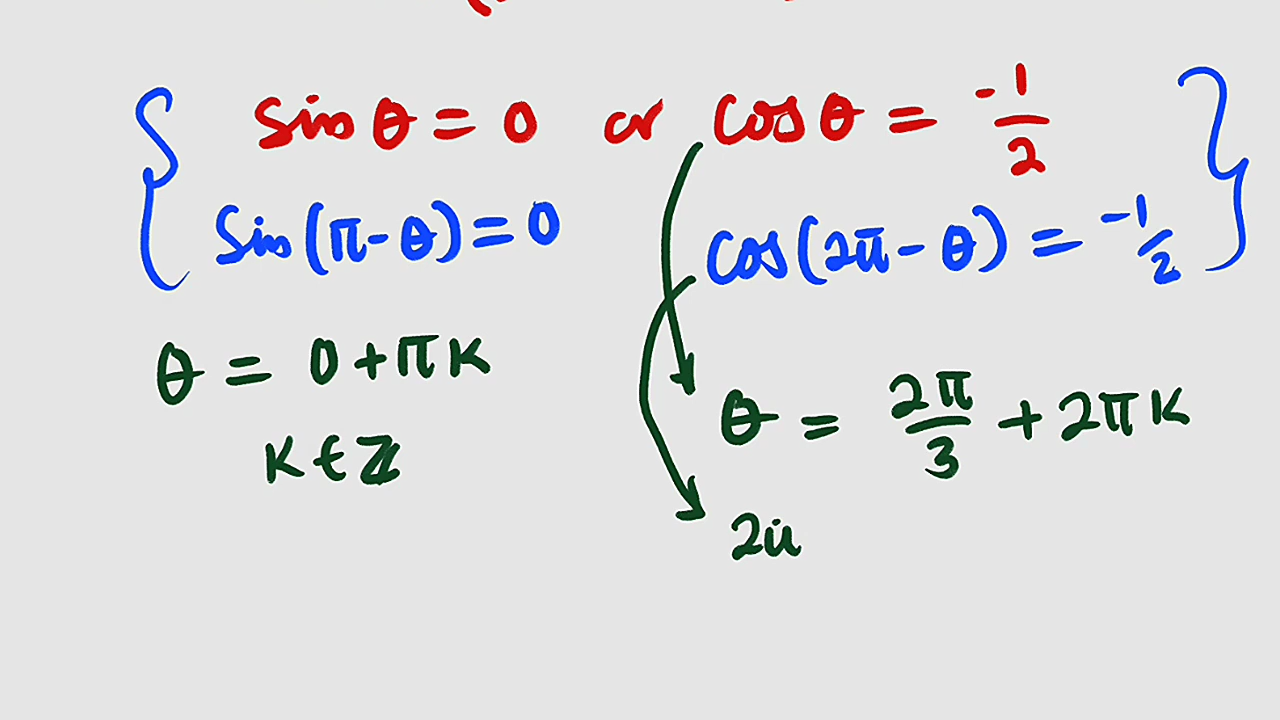 sin θ = 0 or cos θ = -1/2
sin(π-θ)=0 cos(2π-θ) = -1/2
θ = 0+πK
θ = 2π/3 + 2πK
K∈ℤ
2π